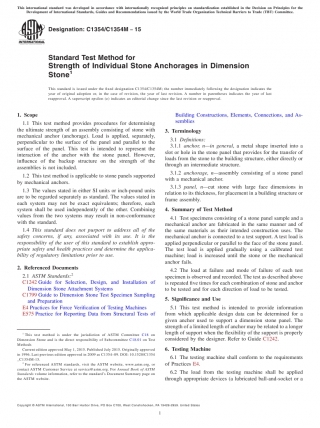 This international standard was developed in accordance with internationally recognized principles on standardization established in the Decision on Principles for the
Development of International Standards, Guides and Recommendations issued by the World Trade Organization Technical Barriers to Trade (TBT) Committee.
Designation: C1354/C1354M − 15
INTERNATIONAL
Standard Test Method for
Strength of Individual Stone Anchorages in Dimension
Stone1
This standard is issued under the fixed designation C1354/C1354M; the number immediately following the designation indicates the
year of original adoption or, in the case of revision, the year of last revision. A number in parentheses indicates the year of last
reapproval. A superscript epsilon (ε) indicates an editorial change since the last revision or reapproval.
1. Scope
1.1 This test method provides procedures for determining
the ultimate strength of an assembly consisting of stone with
mechanical anchor (anchorage). Load is applied, separately,
perpendicular to the surface of the panel and parallel to the
surface of the panel. This test is intended to represent the
interaction of the anchor with the stone panel. However,
influence of backup structure on the strength of the
assemblies is not included.
1.2 This test method is applicable to stone panels supported
by mechanical anchors.
1.3 The values stated in either SI units or inch-pound units
are to be regarded separately as standard. The values stated in
each system may not be exact equivalents; therefore, each
system shall be used independently of the other. Combining
values from the two systems may result in non-conformance
with the standard.
1.4 This standard does not purport to address all of the
safety concerns, if any, associated with its use. It is the
responsibility of the user of this standard to establish appro-
priate safety and health practices and determine the applica-
bility of regulatory limitations prior to use.
2. Referenced Documents
2.1 ASTM Standards:2
C1242 Guide for Selection, Design, and Installation of
Dimension Stone Attachment Systems
C1799 Guide to Dimension Stone Test Specimen Sampling
and Preparation
E4 Practices for Force Verification of Testing Machines
E575 Practice for Reporting Data from Structural Tests of
1 This test method is under the jurisdiction of ASTM Committee C18 on
Dimension Stone and is the direct responsibility of Subcommittee C18.01 on Test
Methods.
Current edition approved May 1, 2015. Published July 2015. Originally approved
in 1996. Last previous edition approved in 2009 as C1354-09. DOI: 10.1520/C1354
_C1354M-15.
2 For referenced ASTM standards, visit the ASTM website, www.astm.org, or
contact ASTM Customer Service at service@astm.org. For Annual Book of ASTM
Standards volume information, refer to the standard's Document Summary page on
the ASTM website.
Building Constructions, Elements, Connections, and As-
semblies
3. Terminology
3.1 Definitions:
3.1.1 anchor, n—in general, a metal shape inserted into a
slot or hole in the stone panel that provides for the transfer of
loads from the stone to the building structure, either directly or
through an intermediate structure.
3.1.2 anchorage, n—assembly consisting of a stone panel
with a mechanical anchor.
3.1.3 panel, n—cut stone with large face dimensions in
relation to its thickness, for placement in a building structure or
frame assembly.
4. Summary of Test Method
4.1 Test specimens consisting of a stone panel sample and a
mechanical anchor are fabricated in the same manner and of
the same materials as their intended construction uses. The
mechanical anchor is connected to a test support. A test load is
applied perpendicular or parallel to the face of the stone panel.
The test load is applied gradually using a calibrated test
machine; load is increased until the stone or the mechanical
anchor fails.
4.2 The load at failure and mode of failure of each test
specimen is observed and recorded. The test as described above
is repeated five times for each combination of stone and anchor
to be tested and for each direction of load to be tested.
5. Significance and Use
5.1 This test method is intended to provide information
from which applicable design data can be determined for a
given anchor used to support a dimension stone panel. The
strength of a limited length of anchor may be related to a longer
length of support when the flexibility of the support is properly
considered by the designer. Refer to Guide C1242.
6. Testing Machine
6.1 The testing machine shall conform to the requirements
of Practices E4.
6.2 The load from the testing machine shall be applied
through appropriate devices (a lubricated ball-and-socket or a
Copyright © ASTM International, 100 Barr Harbor Drive, PO Box C700, West Conshohocken, PA 19428-2959. United States
1